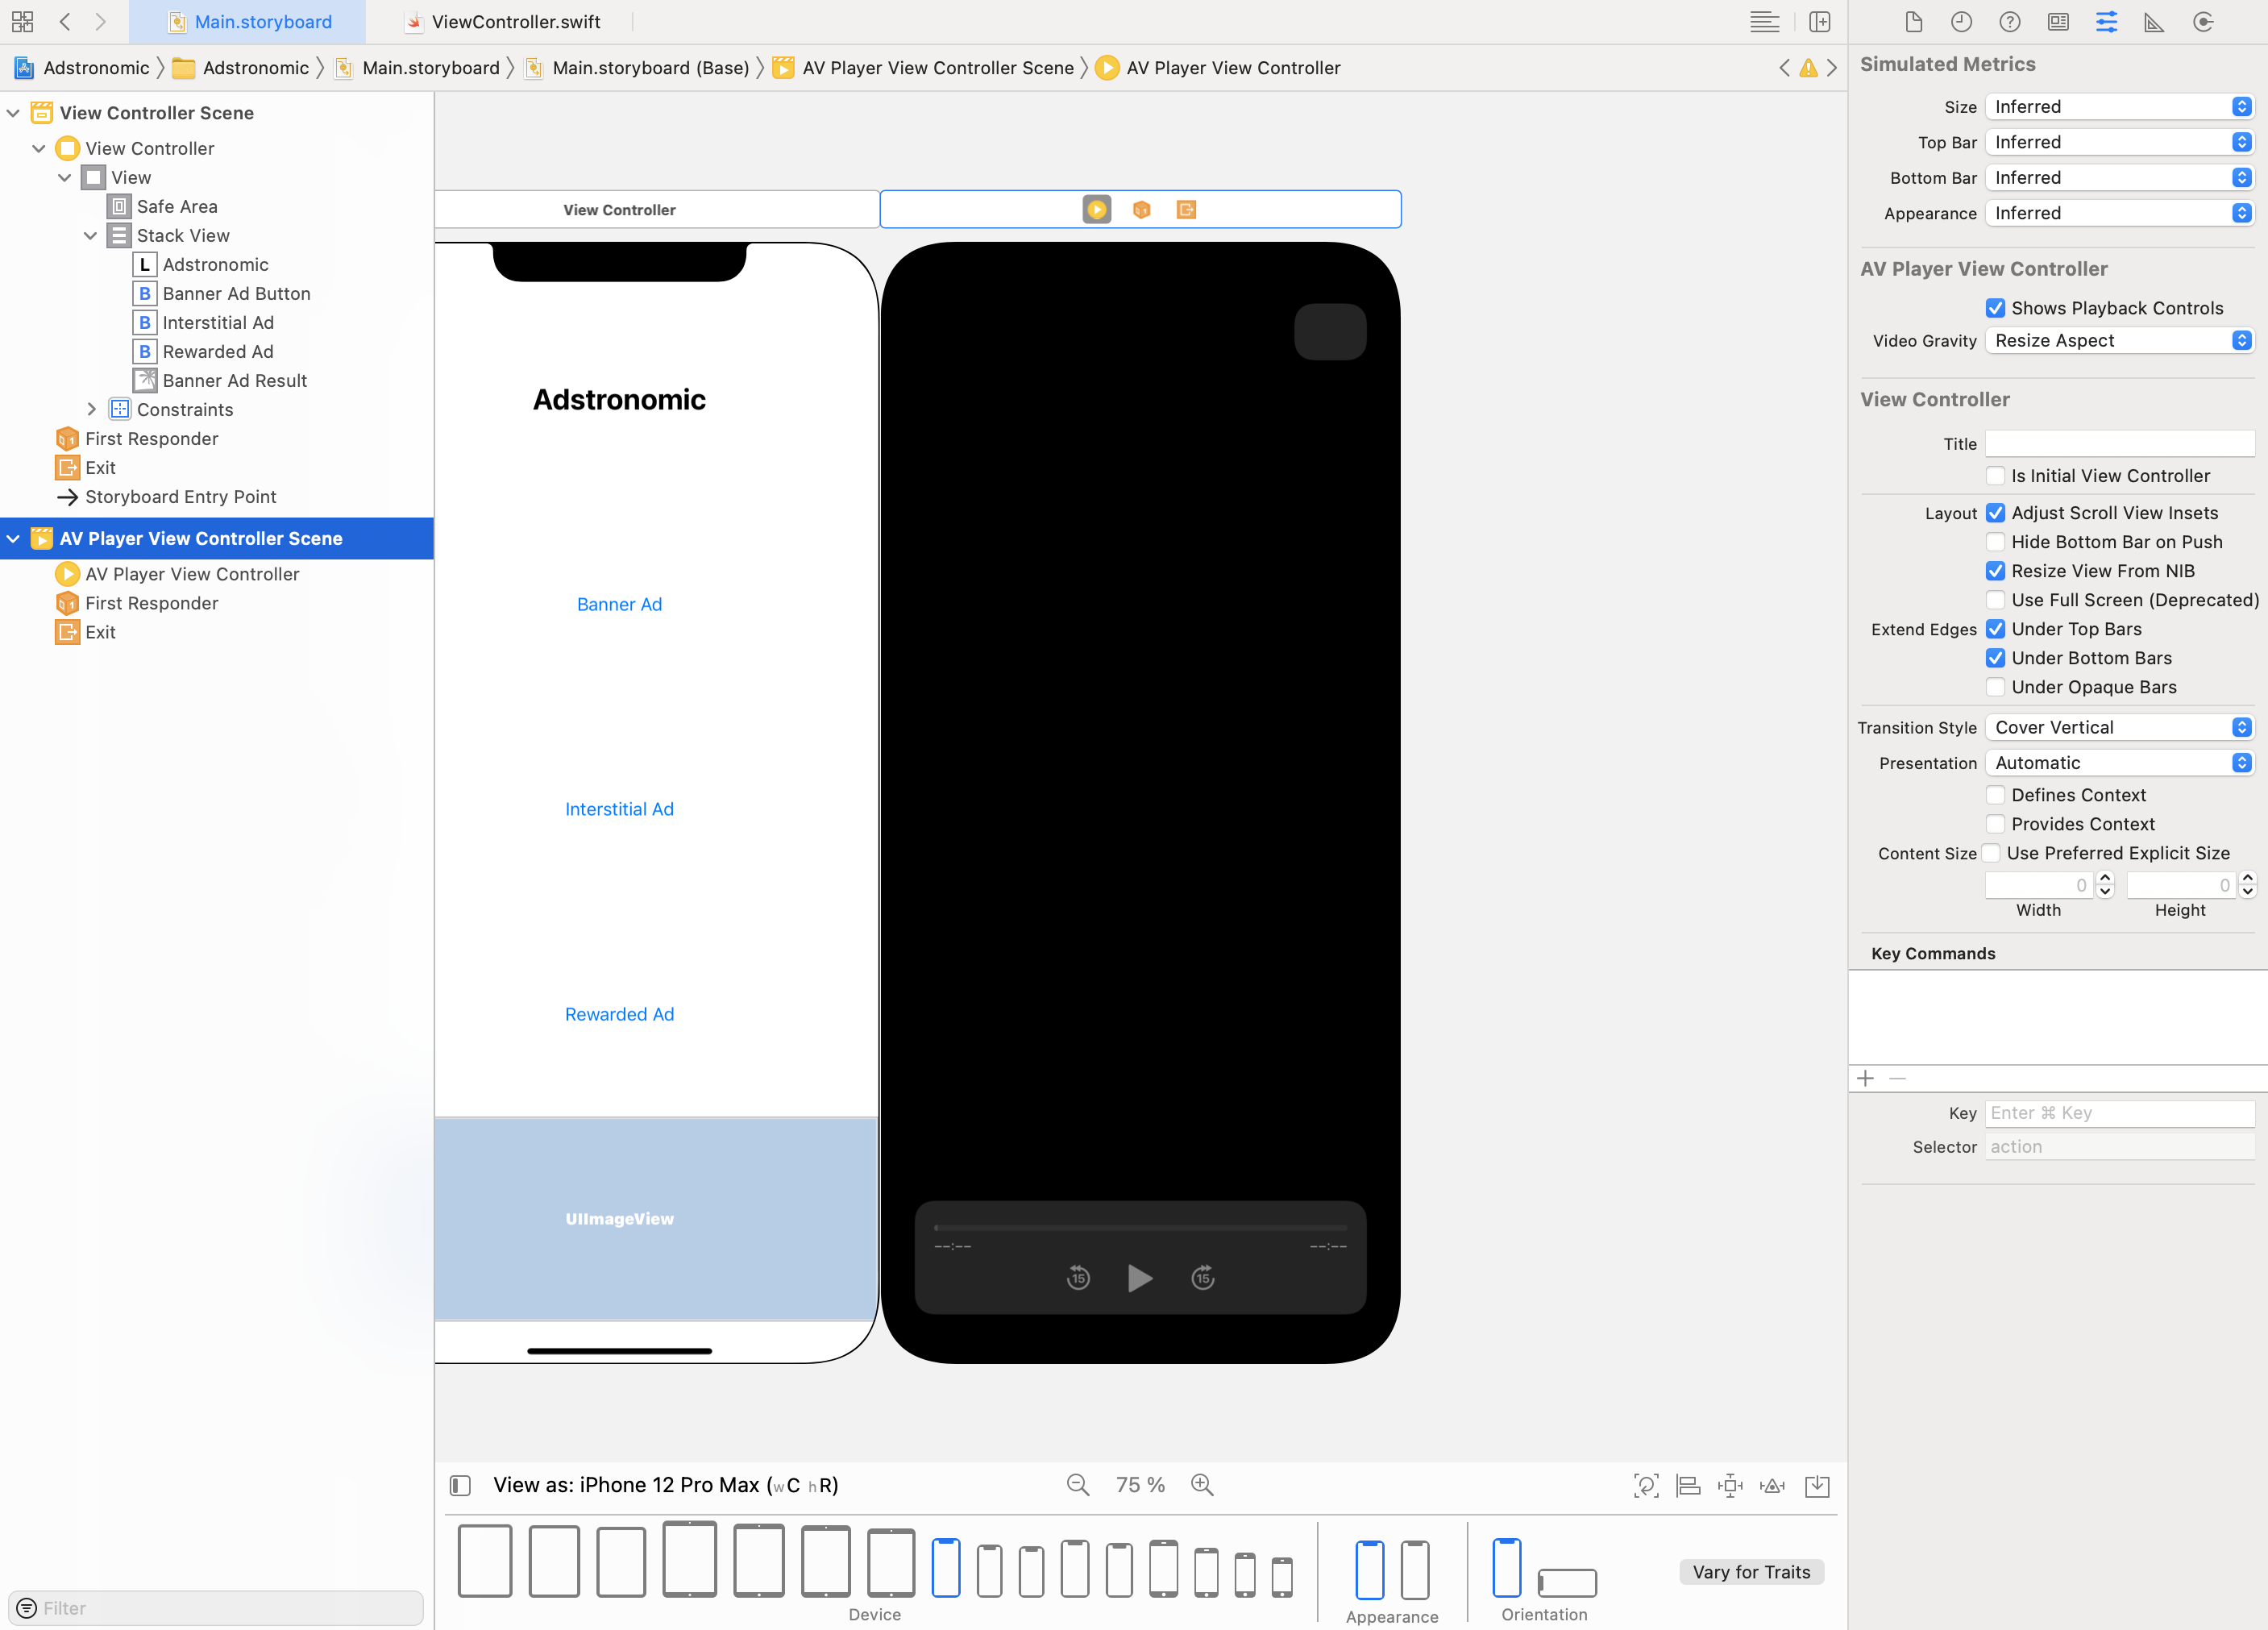 Main.storyboard
ViewController.swift
Adstronomic
Adstronomic
Main.storyboard
Main.storyboard (Base)
AV Player View Controller Scene
AV Player View Controller
View Controller Scene
View Controller
View
Safe Area
Stack View
L Adstronomic
B Banner Ad Button
B Interstitial Ad
B Rewarded Ad
Banner Ad Result
Constraints
First Responder
Exit
Storyboard Entry Point
AV Player View Controller Scene
AV Player View Controller
First Responder
Exit
Filter
View Controller
Adstronomic
Banner Ad
Interstitial Ad
Rewarded Ad
UIImageView
--:-- --:--
15 15
View as: iPhone 12 Pro Max (wC hR)
75 %
Device
Appearance
Orientation
Vary for Traits
Simulated Metrics
Size Inferred
Top Bar Inferred
Bottom Bar Inferred
Appearance Inferred
AV Player View Controller
Shows Playback Controls
Video Gravity Resize Aspect
View Controller
Title
Is Initial View Controller
Layout Adjust Scroll View Insets
Hide Bottom Bar on Push
Resize View From NIB
Use Full Screen (Deprecated)
Extend Edges Under Top Bars
Under Bottom Bars
Under Opaque Bars
Transition Style Cover Vertical
Presentation Automatic
Defines Context
Provides Context
Content Size Use Preferred Explicit Size
0 0
Width Height
Key Commands
Key Enter ⌘ Key
Selector action